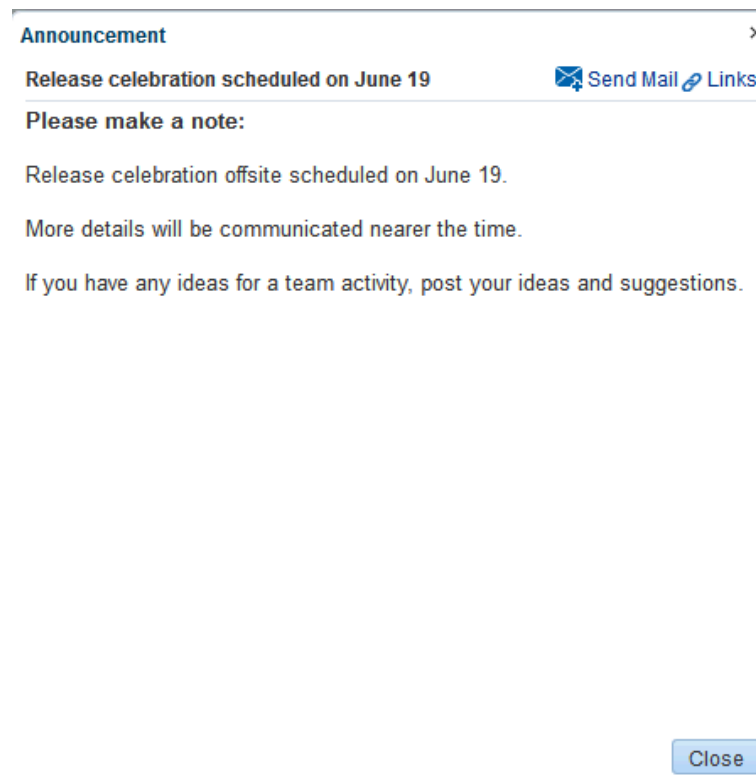 Announcement
Release celebration scheduled on June 19 Send Mail Links
Please make a note:
Release celebration offsite scheduled on June 19.
More details will be communicated nearer the time.
If you have any ideas for a team activity, post your ideas and suggestions.
Close